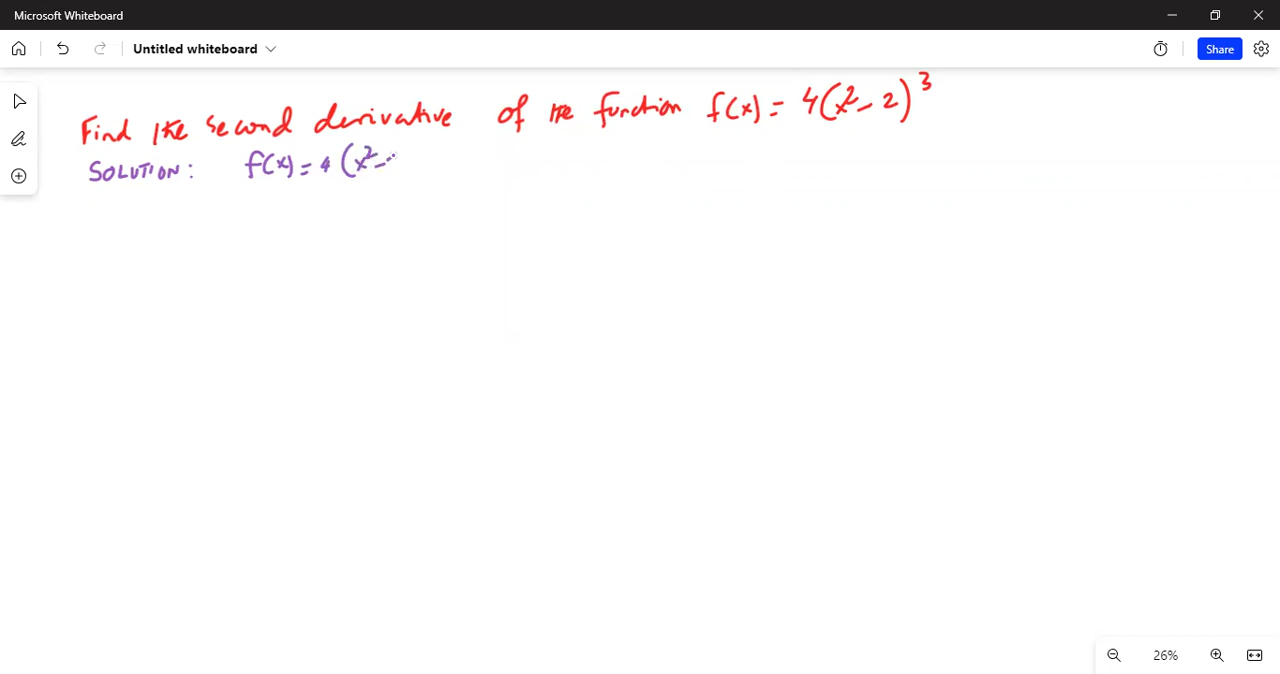 Microsoft Whiteboard
Untitled whiteboard
Share
Find the second derivative of the function f(x) = 4(x² - 2)³
SOLUTION: f(x) = 4(x² -
26%